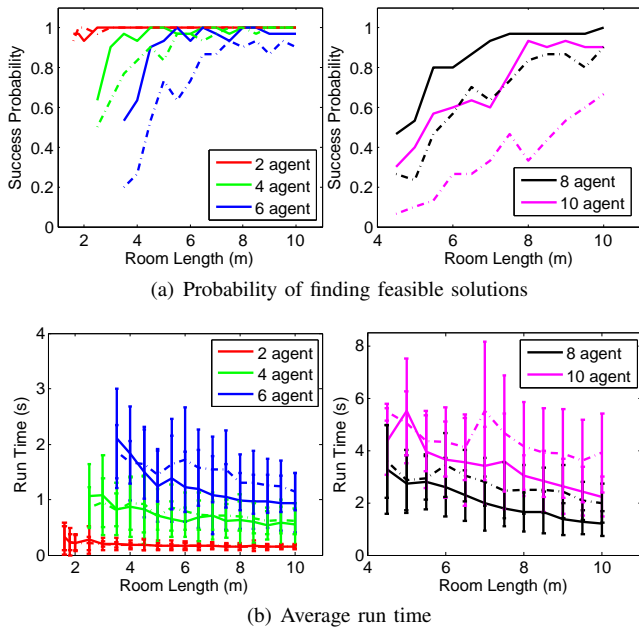 1
0.8
0.6
0.4
0.2
0
Success Probability
2 4 6 8 10
Room Length (m)
2 agent
4 agent
6 agent
1
0.8
0.6
0.4
0.2
0
Success Probability
4 6 8 10
Room Length (m)
8 agent
10 agent
(a) Probability of finding feasible solutions
4
3
2
1
0
Run Time (s)
2 4 6 8 10
Room Length (m)
2 agent
4 agent
6 agent
8
6
4
2
0
Run Time (s)
4 6 8 10
Room Length (m)
8 agent
10 agent
(b) Average run time